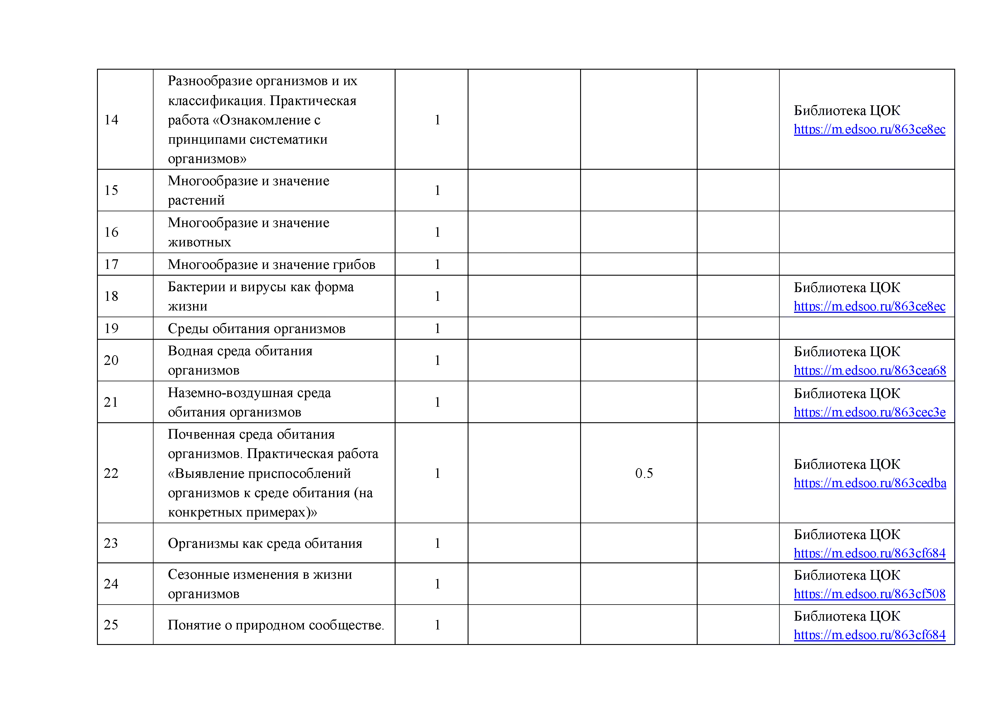 14
Разнообразие организмов и их
классификация. Практическая
работа «Ознакомление с
принципами систематики
организмов»
1
Библиотека ЦОК
https://m.edsoo.ru/863ce8ec
15
Многообразие и значение
растений
1
16
Многообразие и значение
животных
1
17
Многообразие и значение грибов
1
18
Бактерии и вирусы как форма
жизни
1
Библиотека ЦОК
https://m.edsoo.ru/863ce8ec
19
Среды обитания организмов
1
20
Водная среда обитания
организмов
1
Библиотека ЦОК
https://m.edsoo.ru/863cea68
21
Наземно-воздушная среда
обитания организмов
1
Библиотека ЦОК
https://m.edsoo.ru/863cec3e
22
Почвенная среда обитания
организмов. Практическая работа
«Выявление приспособлений
организмов к среде обитания (на
конкретных примерах)»
1
0.5
Библиотека ЦОК
https://m.edsoo.ru/863cedba
23
Организмы как среда обитания
1
Библиотека ЦОК
https://m.edsoo.ru/863cf684
24
Сезонные изменения в жизни
организмов
1
Библиотека ЦОК
https://m.edsoo.ru/863cf508
25
Понятие о природном сообществе.
1
Библиотека ЦОК
https://m.edsoo.ru/863cf684